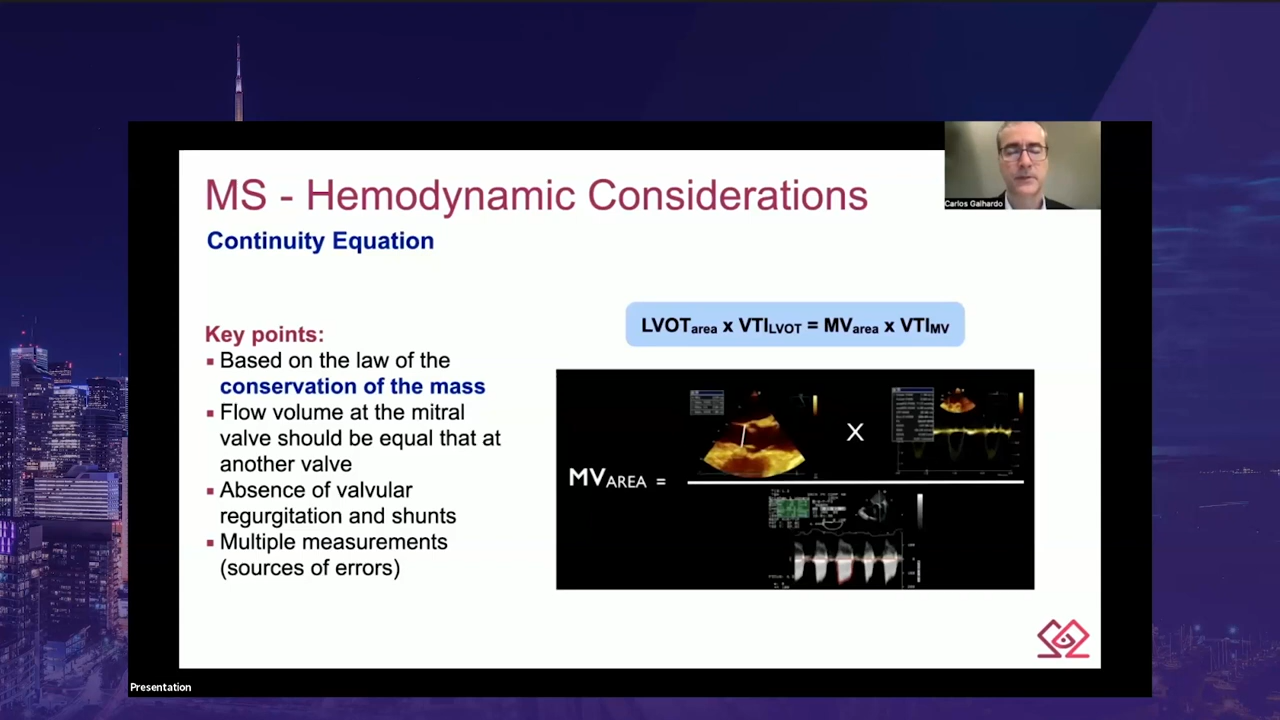 Carlos Galhardo
MS - Hemodynamic Considerations
Continuity Equation
LVOTarea x VTILVOT = MVarea x VTIMV
Key points:
▪ Based on the law of the
conservation of the mass
▪ Flow volume at the mitral
valve should be equal that at
another valve
▪ Absence of valvular
regurgitation and shunts
▪ Multiple measurements
(sources of errors)
X
MVAREA =
Presentation